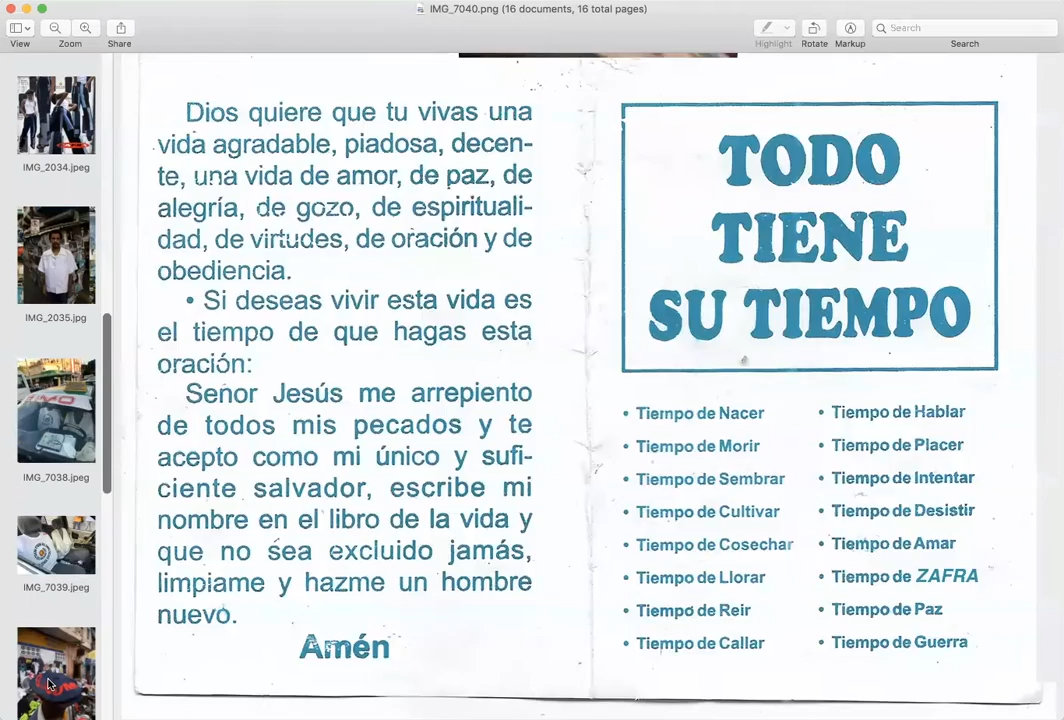 IMG_7040.png (16 documents, 16 total pages)
View
Zoom
Share
Highlight
Rotate
Markup
Search
Search
IMG_2034.jpeg
IMG_2035.jpg
IMG_7038.jpeg
IMG_7039.jpeg
Dios quiere que tu vivas una
vida agradable, piadosa, decen-
te, una vida de amor, de paz, de
alegría, de gozo, de espirituali-
dad, de virtudes, de oración y de
obediencia.
• Si deseas vivir esta vida es
el tiempo de que hagas esta
oración:
Señor Jesús me arrepiento
de todos mis pecados y te
acepto como mi único y sufi-
ciente salvador, escribe mi
nombre en el libro de la vida y
que no sea excluido jamás,
limpiame y hazme un hombre
nuevo.
Amén
TODO
TIENE
SU TIEMPO
• Tiempo de Nacer
• Tiempo de Morir
• Tiempo de Sembrar
• Tiempo de Cultivar
• Tiempo de Cosechar
• Tiempo de Llorar
• Tiempo de Reir
• Tiempo de Callar
• Tiempo de Hablar
• Tiempo de Placer
• Tiempo de Intentar
• Tiempo de Desistir
• Tiempo de Amar
• Tiempo de ZAFRA
• Tiempo de Paz
• Tiempo de Guerra